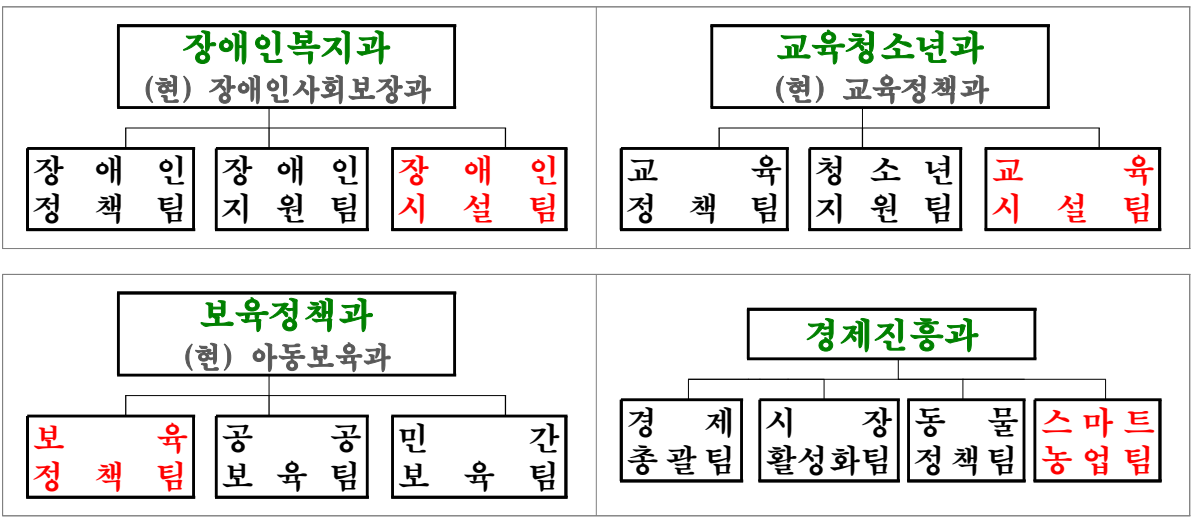 장애인복지과
(현) 장애인사회보장과
장 애 인
정 책 팀
장 애 인
지 원 팀
장 애 인
시 설 팀
교육청소년과
(현) 교육정책과
교 육
정 책 팀
청 소 년
지 원 팀
교 육
시 설 팀
보육정책과
(현) 아동보육과
보 육
정 책 팀
공 공
보 육 팀
민 간
보 육 팀
경제진흥과
경 제
총 괄 팀
시 장
활성화팀
동 물
정 책 팀
스 마 트
농 업 팀